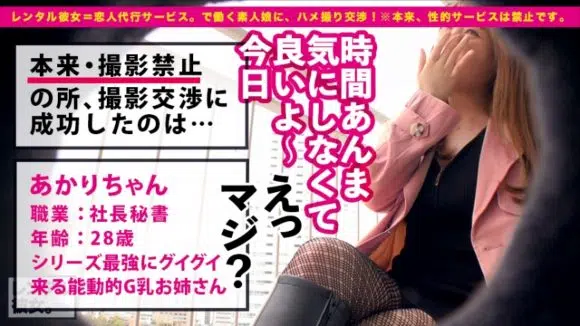 レンタル彼女＝恋人代行サービス。で働く素人娘に、ハメ撮り交渉！※本来、性的サービスは禁止です。
本来・撮影禁止
の所、撮影交渉に
成功したのは…
時間あんま
気にしなくて
良いよ～
今日
えっ
マジ？
あかりちゃん
職業：社長秘書
年齢：28歳
シリーズ最強にグイグイ
来る能動的G乳お姉さん
レンタル
彼女。